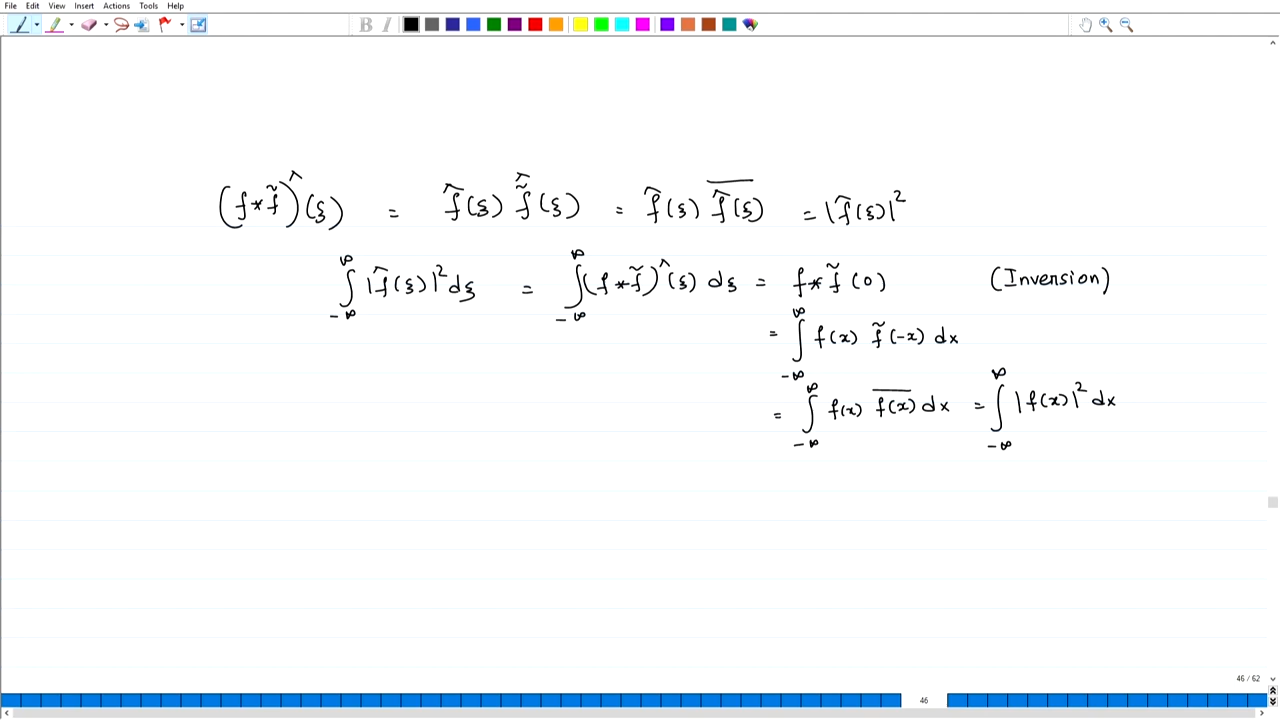 File Edit View Insert Actions Tools Help
B I
(f*f̃)^(ξ) = f̂(ξ) f̃̂(ξ) = f̂(ξ) \overline{f̂(ξ)} = |f̂(ξ)|²
∫_{-∞}^{∞} |f̂(ξ)|² dξ = ∫_{-∞}^{∞} (f*f̃)^(ξ) dξ = f*f̃(0) (Inversion)
= ∫_{-∞}^{∞} f(x) f̃(-x) dx
= ∫_{-∞}^{∞} f(x) \overline{f(x)} dx = ∫_{-∞}^{∞} |f(x)|² dx
46 / 62
46